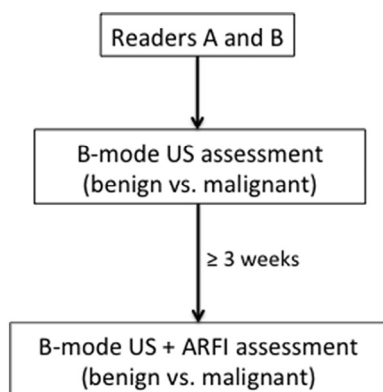 Readers A and B
B-mode US assessment
(benign vs. malignant)
≥ 3 weeks
B-mode US + ARFI assessment
(benign vs. malignant)